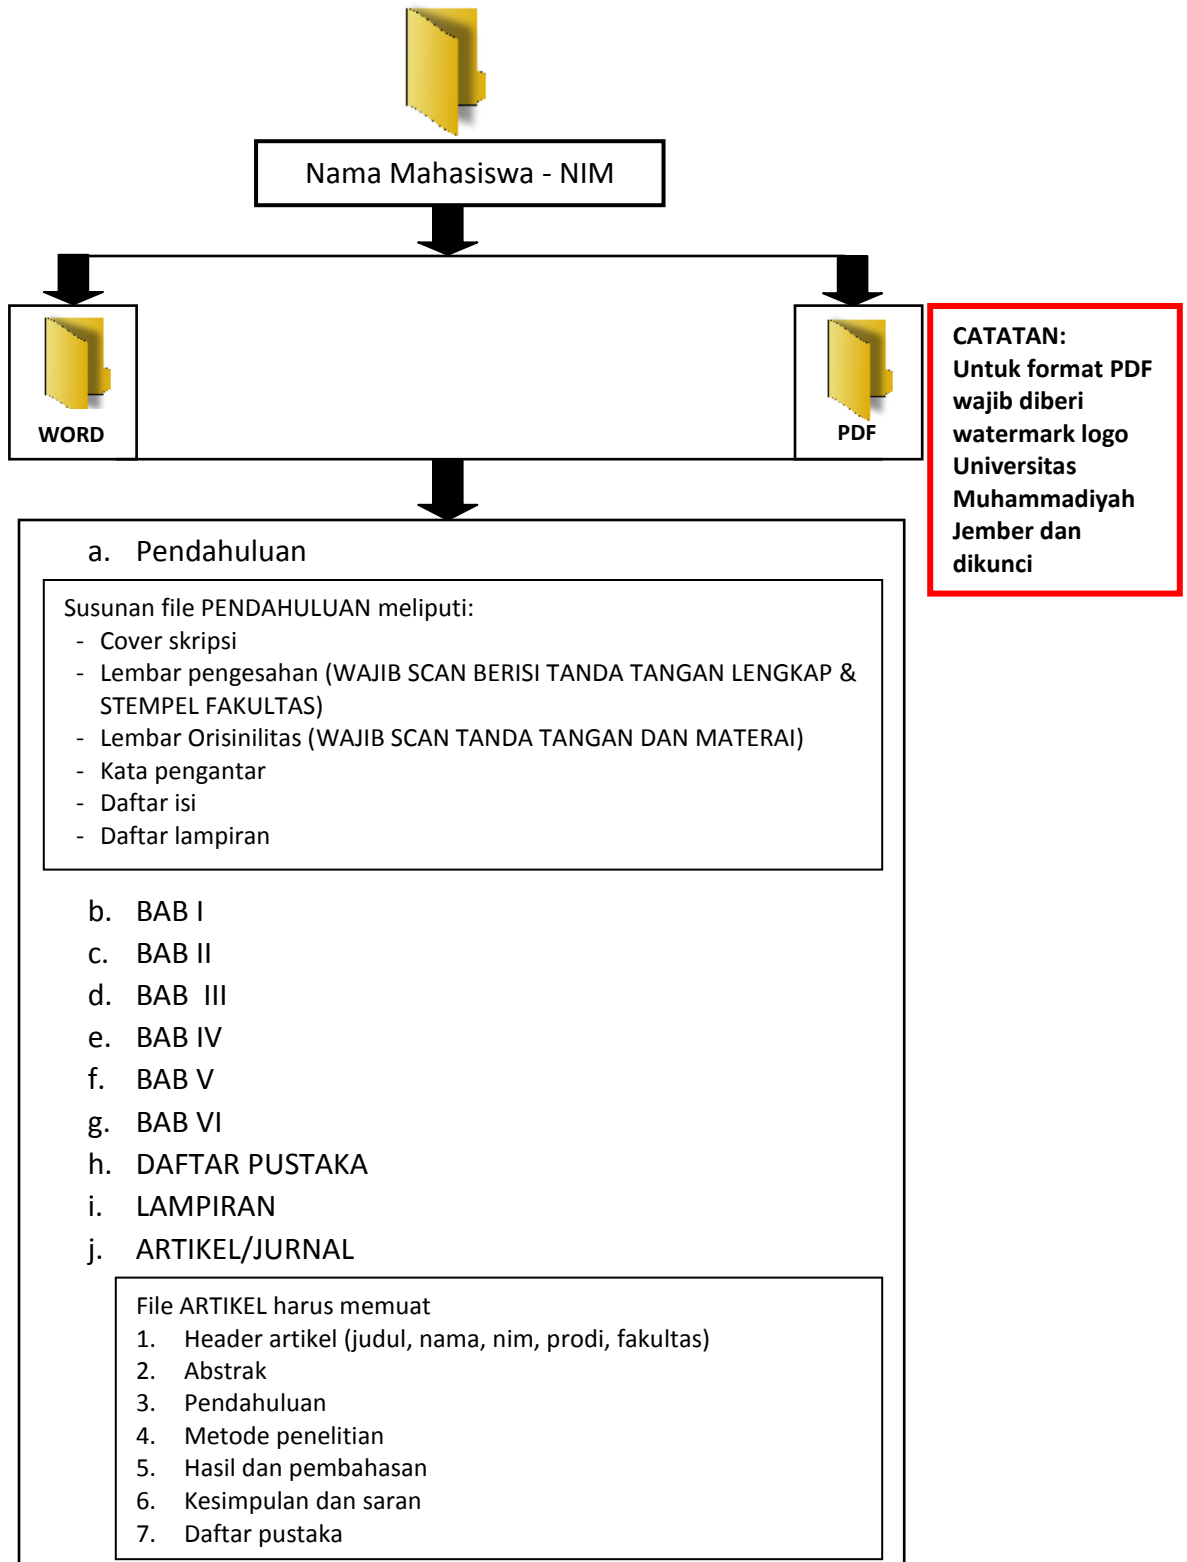 Nama Mahasiswa - NIM
WORD
PDF
CATATAN:
Untuk format PDF
wajib diberi
watermark logo
Universitas
Muhammadiyah
Jember dan
dikunci
a. Pendahuluan
Susunan file PENDAHULUAN meliputi:
- Cover skripsi
- Lembar pengesahan (WAJIB SCAN BERISI TANDA TANGAN LENGKAP &
STEMPEL FAKULTAS)
- Lembar Orisinilitas (WAJIB SCAN TANDA TANGAN DAN MATERAI)
- Kata pengantar
- Daftar isi
- Daftar lampiran
b. BAB I
c. BAB II
d. BAB III
e. BAB IV
f. BAB V
g. BAB VI
h. DAFTAR PUSTAKA
i. LAMPIRAN
j. ARTIKEL/JURNAL
File ARTIKEL harus memuat
1. Header artikel (judul, nama, nim, prodi, fakultas)
2. Abstrak
3. Pendahuluan
4. Metode penelitian
5. Hasil dan pembahasan
6. Kesimpulan dan saran
7. Daftar pustaka